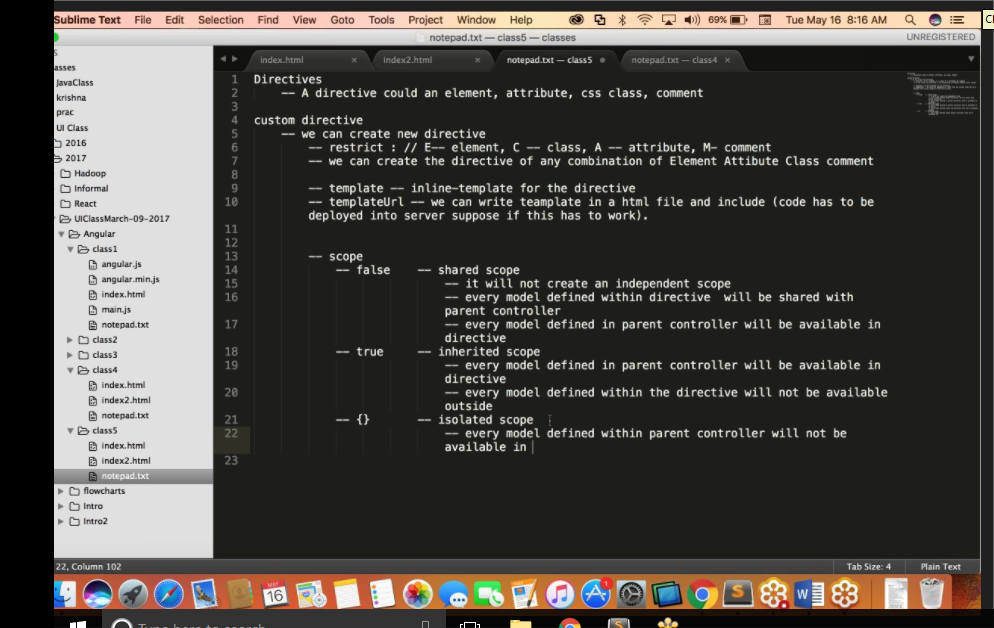 Sublime Text File Edit Selection Find View Goto Tools Project Window Help 69% Tue May 16 8:16 AM
notepad.txt — class5 — classes UNREGISTERED
index.html × index2.html × notepad.txt — class5 notepad.txt — class4 ×
asses
JavaClass
krishna
prac
UI Class
2016
2017
Hadoop
Informal
React
UIClassMarch-09-2017
Angular
class1
angular.js
angular.min.js
index.html
main.js
notepad.txt
class2
class3
class4
index.html
index2.html
notepad.txt
class5
index.html
index2.html
notepad.txt
flowcharts
Intro
Intro2
1 Directives
2 -- A directive could an element, attribute, css class, comment
3
4 custom directive
5 -- we can create new directive
6 -- restrict : // E-- element, C -- class, A -- attribute, M- comment
7 -- we can create the directive of any combination of Element Attibute Class comment
8
9 -- template -- inline-template for the directive
10 -- templateUrl -- we can write teamplate in a html file and include (code has to be
deployed into server suppose if this has to work).
11
12
13 -- scope
14 -- false -- shared scope
15 -- it will not create an independent scope
16 -- every model defined within directive will be shared with
parent controller
17 -- every model defined in parent controller will be available in
directive
18 -- true -- inherited scope
19 -- every model defined in parent controller will be available in
directive
20 -- every model defined within the directive will not be available
outside
21 -- {} -- isolated scope
22 -- every model defined within parent controller will not be
available in
23
22, Column 102 Tab Size: 4 Plain Text
MAY
16
1